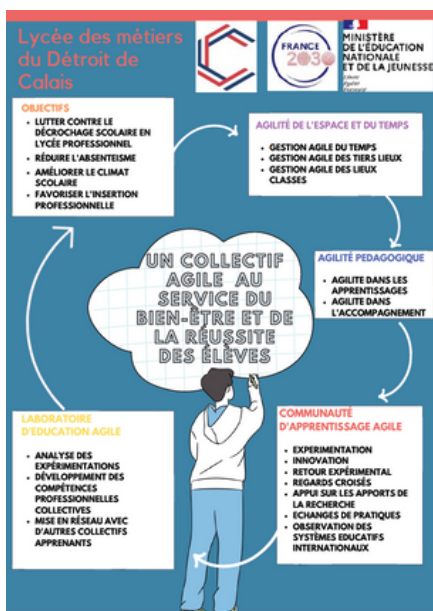 Lycée des métiers
du Détroit de
Calais
FRANCE
2030
MINISTÈRE
DE L'ÉDUCATION
NATIONALE
ET DE LA JEUNESSE
Liberté
Égalité
Fraternité
OBJECTIFS
• LUTTER CONTRE LE
DÉCROCHAGE SCOLAIRE EN
LYCÉE PROFESSIONNEL
• RÉDUIRE L'ABSENTEISME
• AMÉLIORER LE CLIMAT
SCOLAIRE
• FAVORISER L'INSERTION
PROFESSIONNELLE
AGILITÉ DE L'ESPACE ET DU TEMPS
• GESTION AGILE DU TEMPS
• GESTION AGILE DES TIERS LIEUX
• GESTION AGILE DES LIEUX
CLASSES
UN COLLECTIF
AGILE AU
SERVICE DU
BIEN-ÊTRE ET DE
LA RÉUSSITE
DES ÉLÈVES
AGILITÉ PEDAGOGIQUE
• AGILITE DANS LES
APPRENTISSAGES
• AGILITE DANS
L'ACCOMPAGNEMENT
LABORATOIRE
D'EDUCATION AGILE
• ANALYSE DES
EXPÉRIMENTATIONS
• DÉVELOPPEMENT DES
COMPÉTENCES
PROFESSIONNELLES
COLLECTIVES
• MISE EN RÉSEAU AVEC
D'AUTRES COLLECTIFS
APPRENANTS
COMMUNAUTÉ
D'APPRENTISSAGE AGILE
• EXPERIMENTATION
• INNOVATION
• RETOUR EXPÉRIMENTAL
• REGARDS CROISÉS
• APPUI SUR LES APPORTS DE
LA RECHERCHE
• ECHANGES DE PRATIQUES
• OBSERVATION DES
SYSTÈMES EDUCATIFS
INTERNATIONAUX